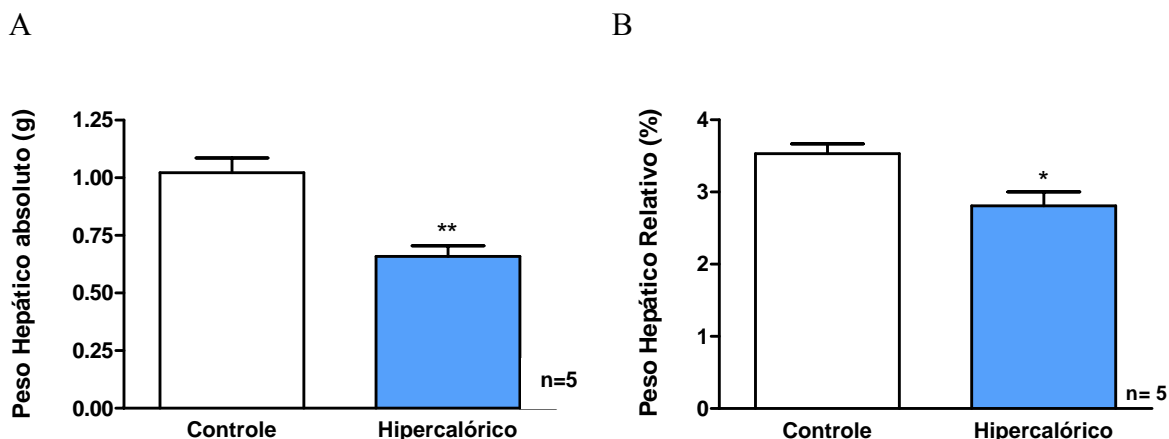 A
B
Peso Hepático absoluto (g)
1.25
1.00
0.75
0.50
0.25
0.00
**
n=5
Controle
Hipercalórico
Peso Hepático Relativo (%)
4
3
2
1
0
*
n= 5
Controle
Hipercalórico